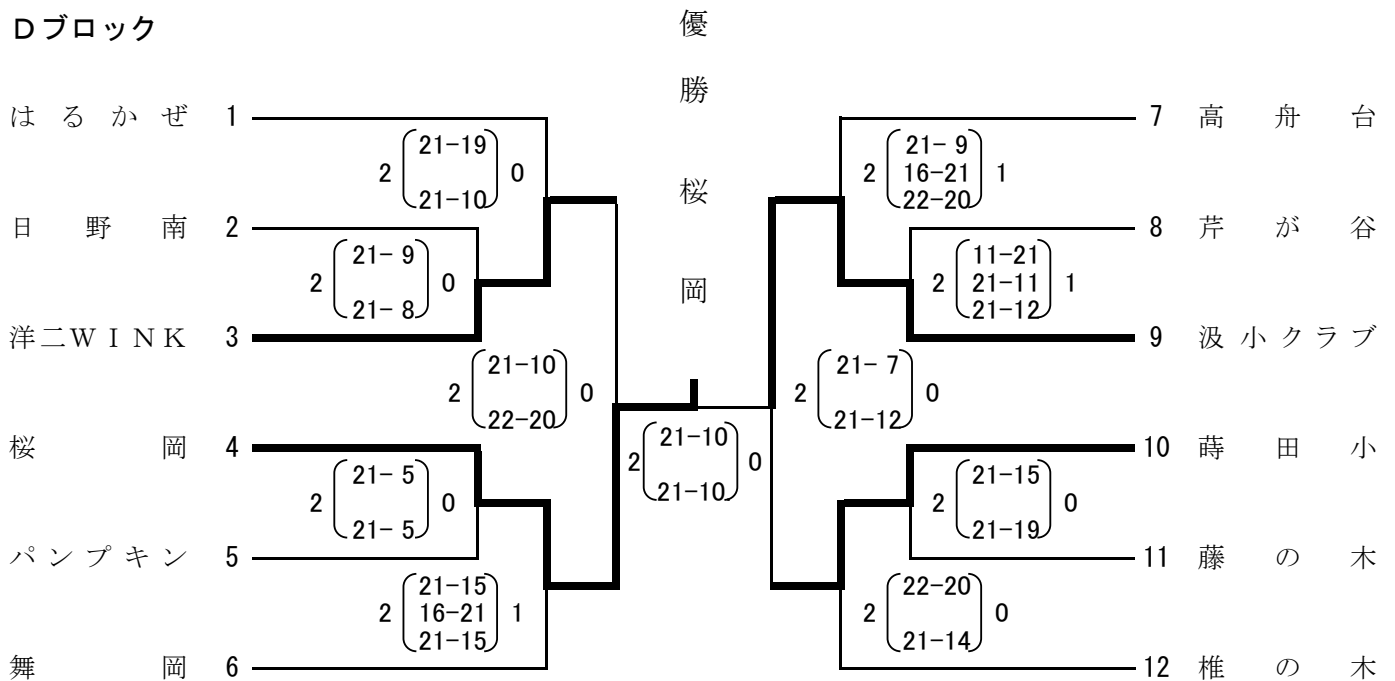 Dブロック
優勝 桜岡
はるかぜ 1
2 21-19 0
21-10
日野南 2
2 21- 9 0
21- 8
洋二WINK 3
2 21-10 0
22-20
桜岡 4
2 21- 5 0
21- 5
パンプキン 5
2 21-15 1
16-21
21-15
舞岡 6
2 21-10 0
21-10
7 高舟台
2 21- 9 1
16-21
22-20
8 芹が谷
2 11-21 1
21-11
21-12
9 汲小クラブ
2 21- 7 0
21-12
10 蒔田小
2 21-15 0
21-19
11 藤の木
2 22-20 0
21-14
12 椎の木